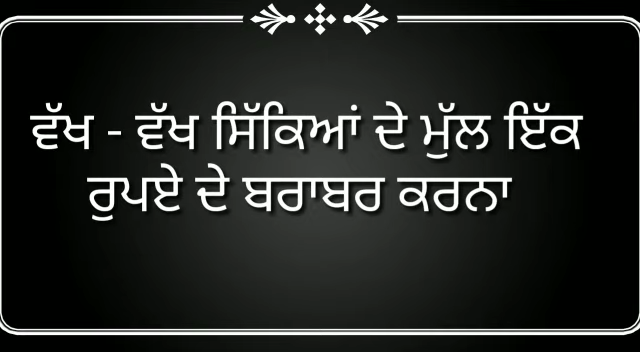 ਵੱਖ - ਵੱਖ ਸਿੱਕਿਆਂ ਦੇ ਮੁੱਲ ਇੱਕ
ਰੁਪਏ ਦੇ ਬਰਾਬਰ ਕਰਨਾ